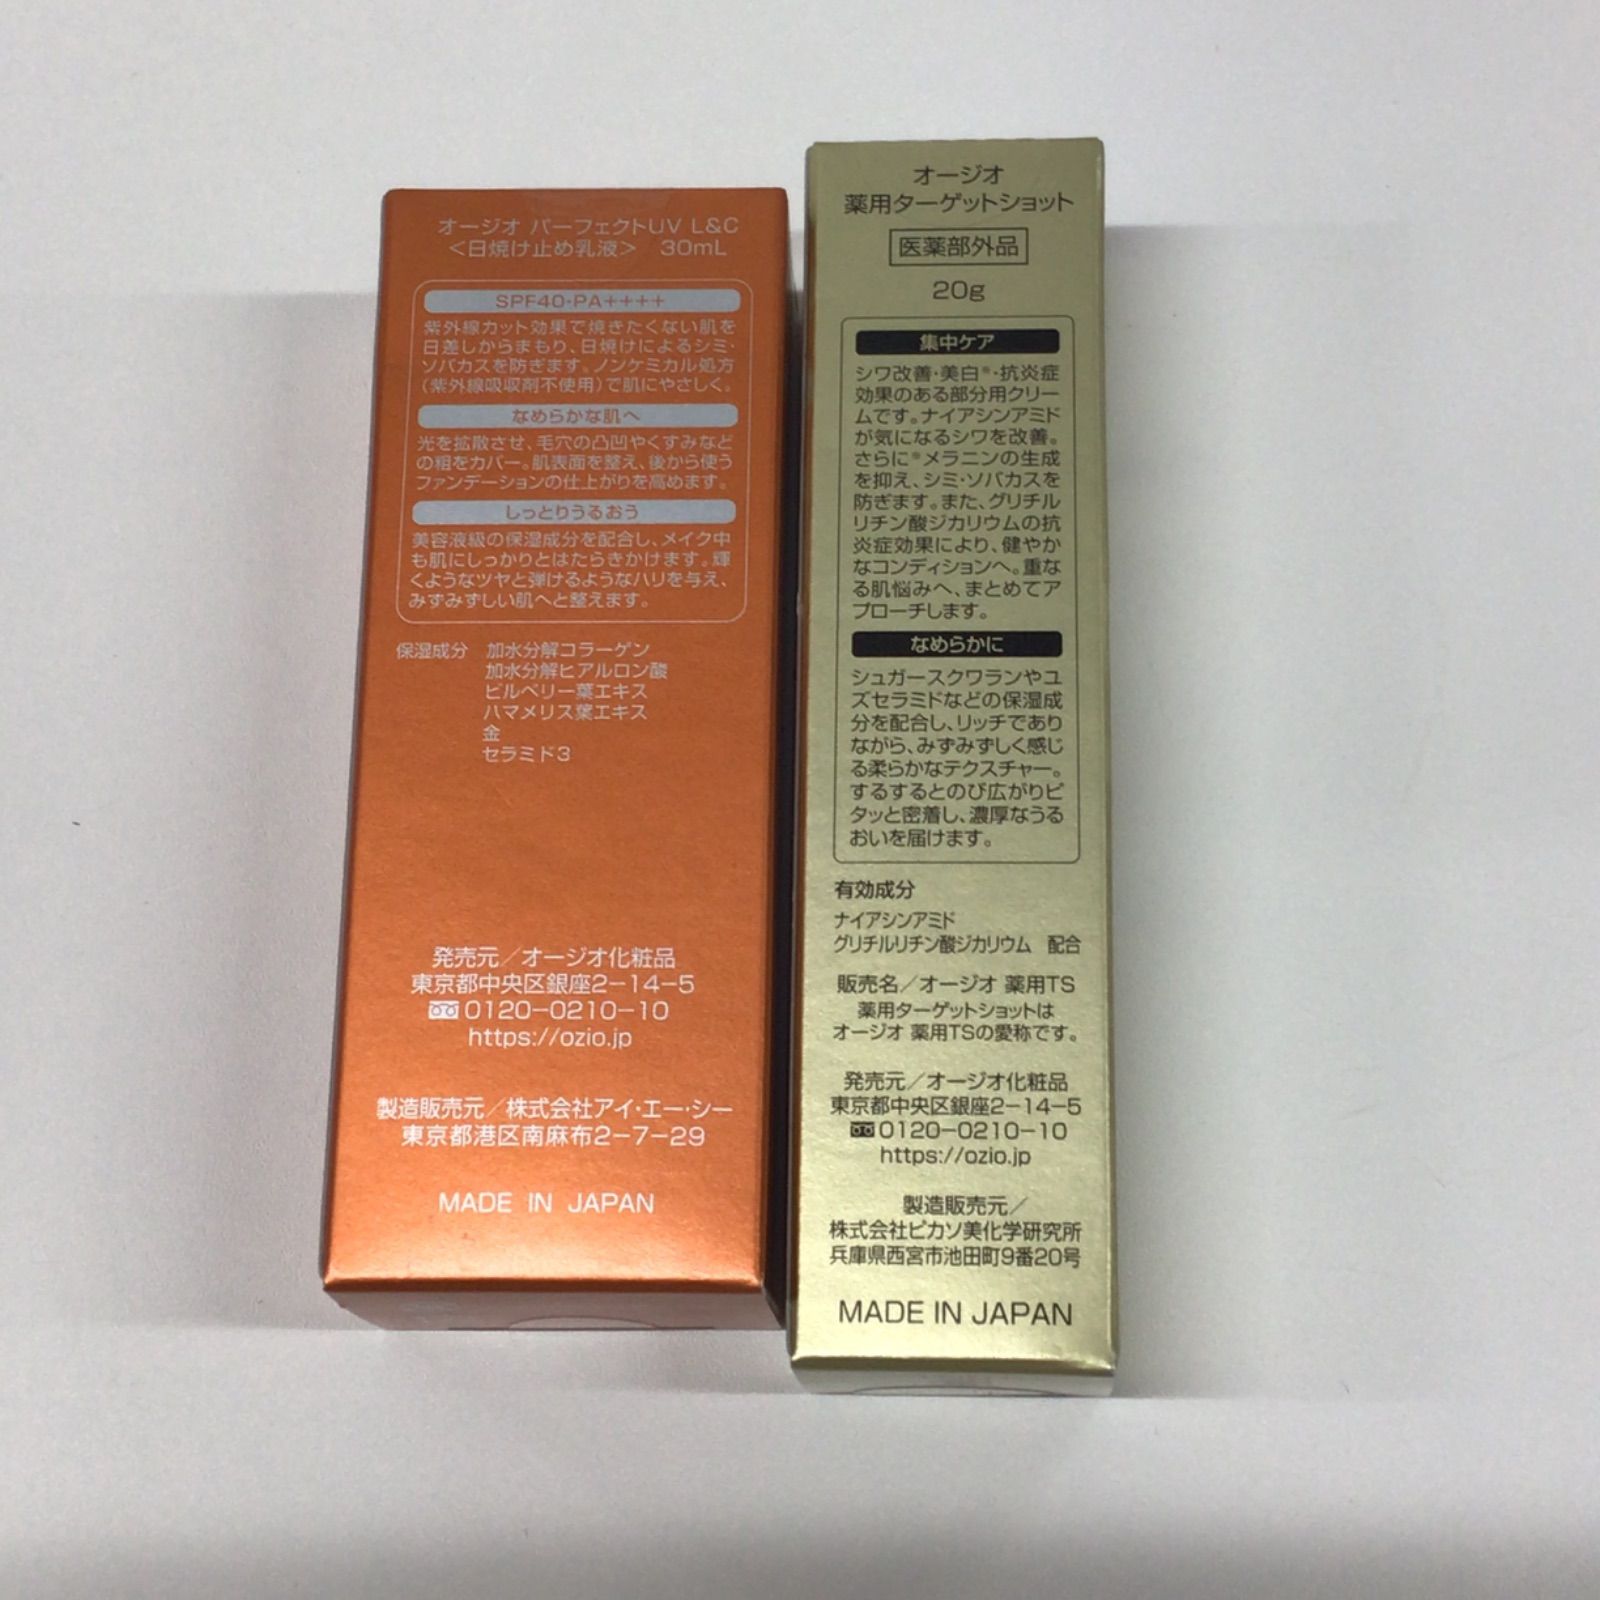 オージオ パーフェクトUV L&C
＜日焼け止め乳液＞ 30mL
SPF40・PA++++
紫外線カット効果で焼きたくない肌を
日差しからまもり、日焼けによるシミ・
ソバカスを防ぎます。ノンケミカル処方
（紫外線吸収剤不使用）で肌にやさしく。
なめらかな肌へ
光を拡散させ、毛穴の凸凹やくすみなど
の粗をカバー。肌表面を整え、後から使う
ファンデーションの仕上がりを高めます。
しっとりうるおう
美容液級の保湿成分を配合し、メイク中
も肌にしっかりとはたらきかけます。輝
くようなツヤと弾けるようなハリを与え、
みずみずしい肌へと整えます。
保湿成分 加水分解コラーゲン
加水分解ヒアルロン酸
ビルベリー葉エキス
ハマメリス葉エキス
金
セラミド3
発売元／オージオ化粧品
東京都中央区銀座2-14-5
0120-0210-10
https://ozio.jp
製造販売元／株式会社アイ・エー・シー
東京都港区南麻布2-7-29
MADE IN JAPAN
オージオ
薬用ターゲットショット
医薬部外品
20g
集中ケア
シワ改善・美白※・抗炎症
効果のある部分用クリー
ムです。ナイアシンアミド
が気になるシワを改善。
さらに※メラニンの生成
を抑え、シミ・ソバカスを
防ぎます。また、グリチル
リチン酸ジカリウムの抗
炎症効果により、健やか
なコンディションへ。重な
る肌悩みへ、まとめてア
プローチします。
なめらかに
シュガースクワランやユ
ズセラミドなどの保湿成
分を配合し、リッチであり
ながら、みずみずしく感じ
る柔らかなテクスチャー。
するするとのび広がりピ
タッと密着し、濃厚なうる
おいを届けます。
有効成分
ナイアシンアミド
グリチルリチン酸ジカリウム 配合
販売名／オージオ 薬用TS
薬用ターゲットショットは
オージオ 薬用TSの愛称です。
発売元／オージオ化粧品
東京都中央区銀座2-14-5
0120-0210-10
https://ozio.jp
製造販売元／
株式会社ピカソ美化学研究所
兵庫県西宮市池田町9番20号
MADE IN JAPAN